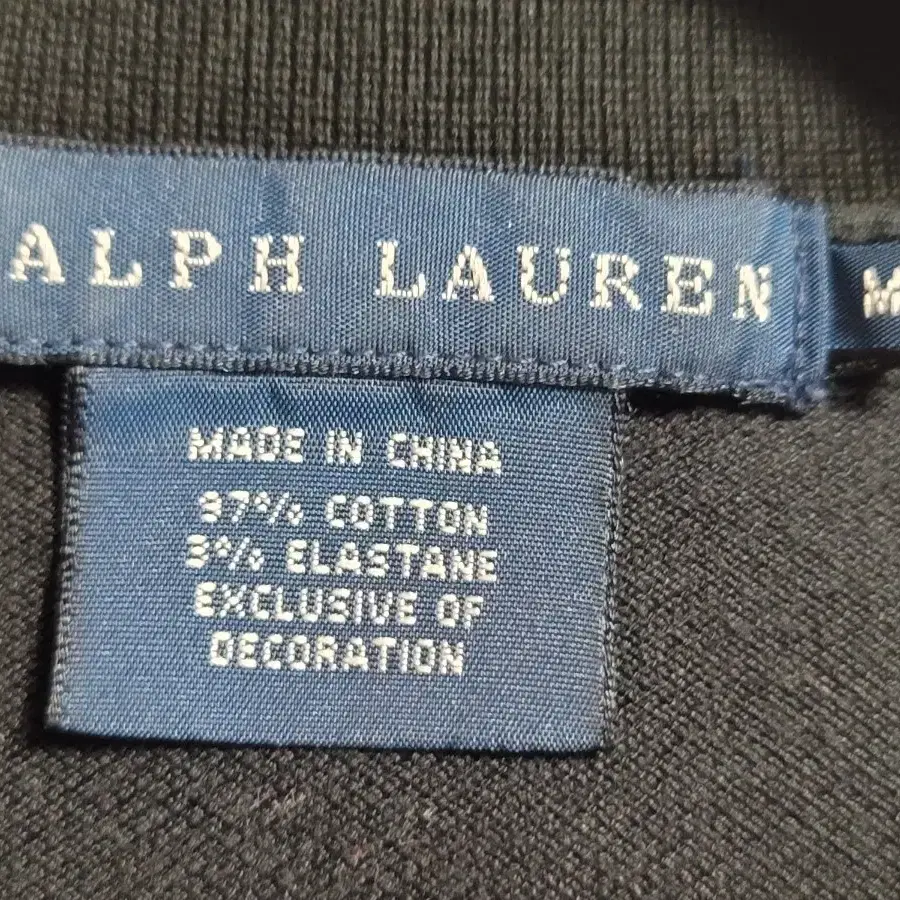 ALPH LAUREN M
MADE IN CHINA
97% COTTON
3% ELASTANE
EXCLUSIVE OF
DECORATION